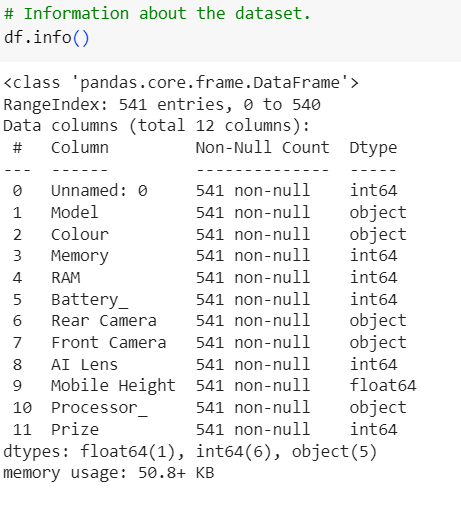 # Information about the dataset.
df.info()
<class 'pandas.core.frame.DataFrame'>
RangeIndex: 541 entries, 0 to 540
Data columns (total 12 columns):
 #   Column         Non-Null Count  Dtype
---  ------         --------------  -----
 0   Unnamed: 0     541 non-null    int64
 1   Model          541 non-null    object
 2   Colour         541 non-null    object
 3   Memory         541 non-null    int64
 4   RAM            541 non-null    int64
 5   Battery_       541 non-null    int64
 6   Rear Camera    541 non-null    object
 7   Front Camera   541 non-null    object
 8   AI Lens        541 non-null    int64
 9   Mobile Height  541 non-null    float64
 10  Processor_     541 non-null    object
 11  Prize          541 non-null    int64
dtypes: float64(1), int64(6), object(5)
memory usage: 50.8+ KB